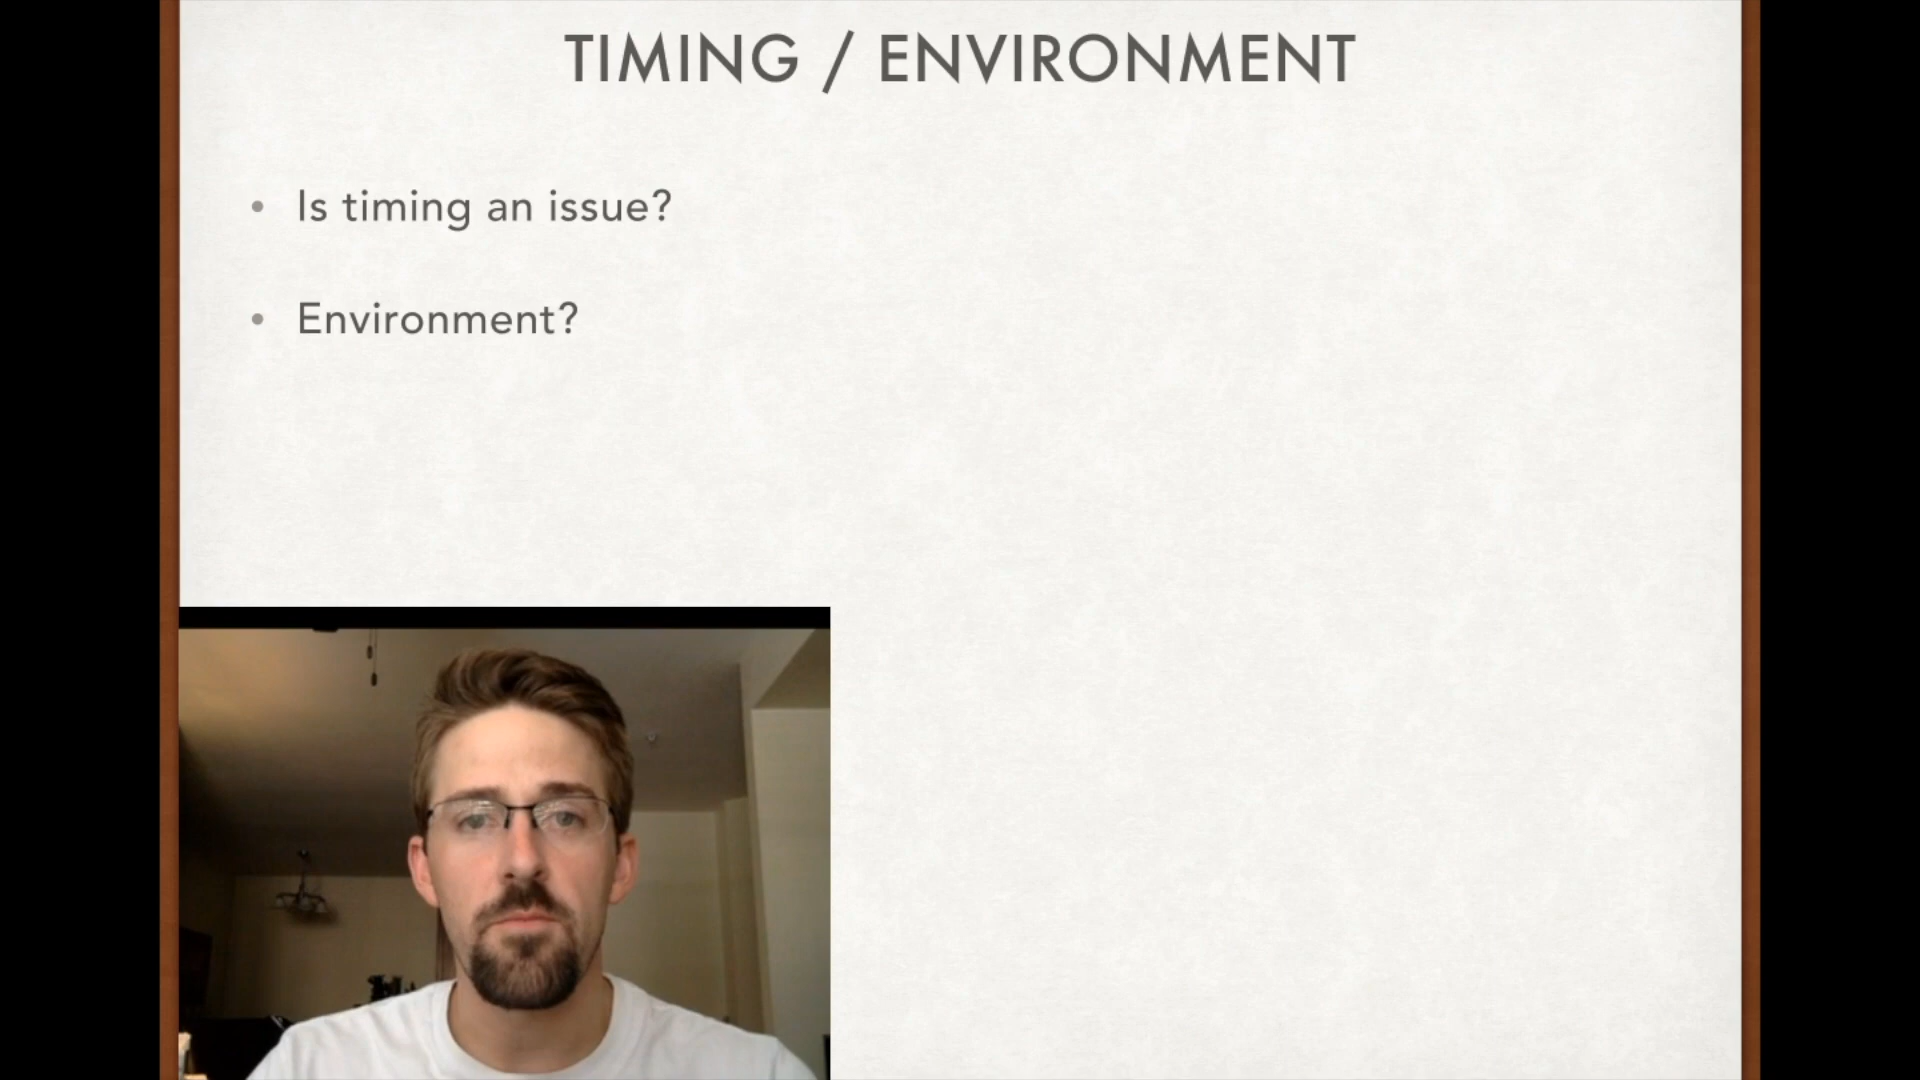 TIMING / ENVIRONMENT
• Is timing an issue?
• Environment?